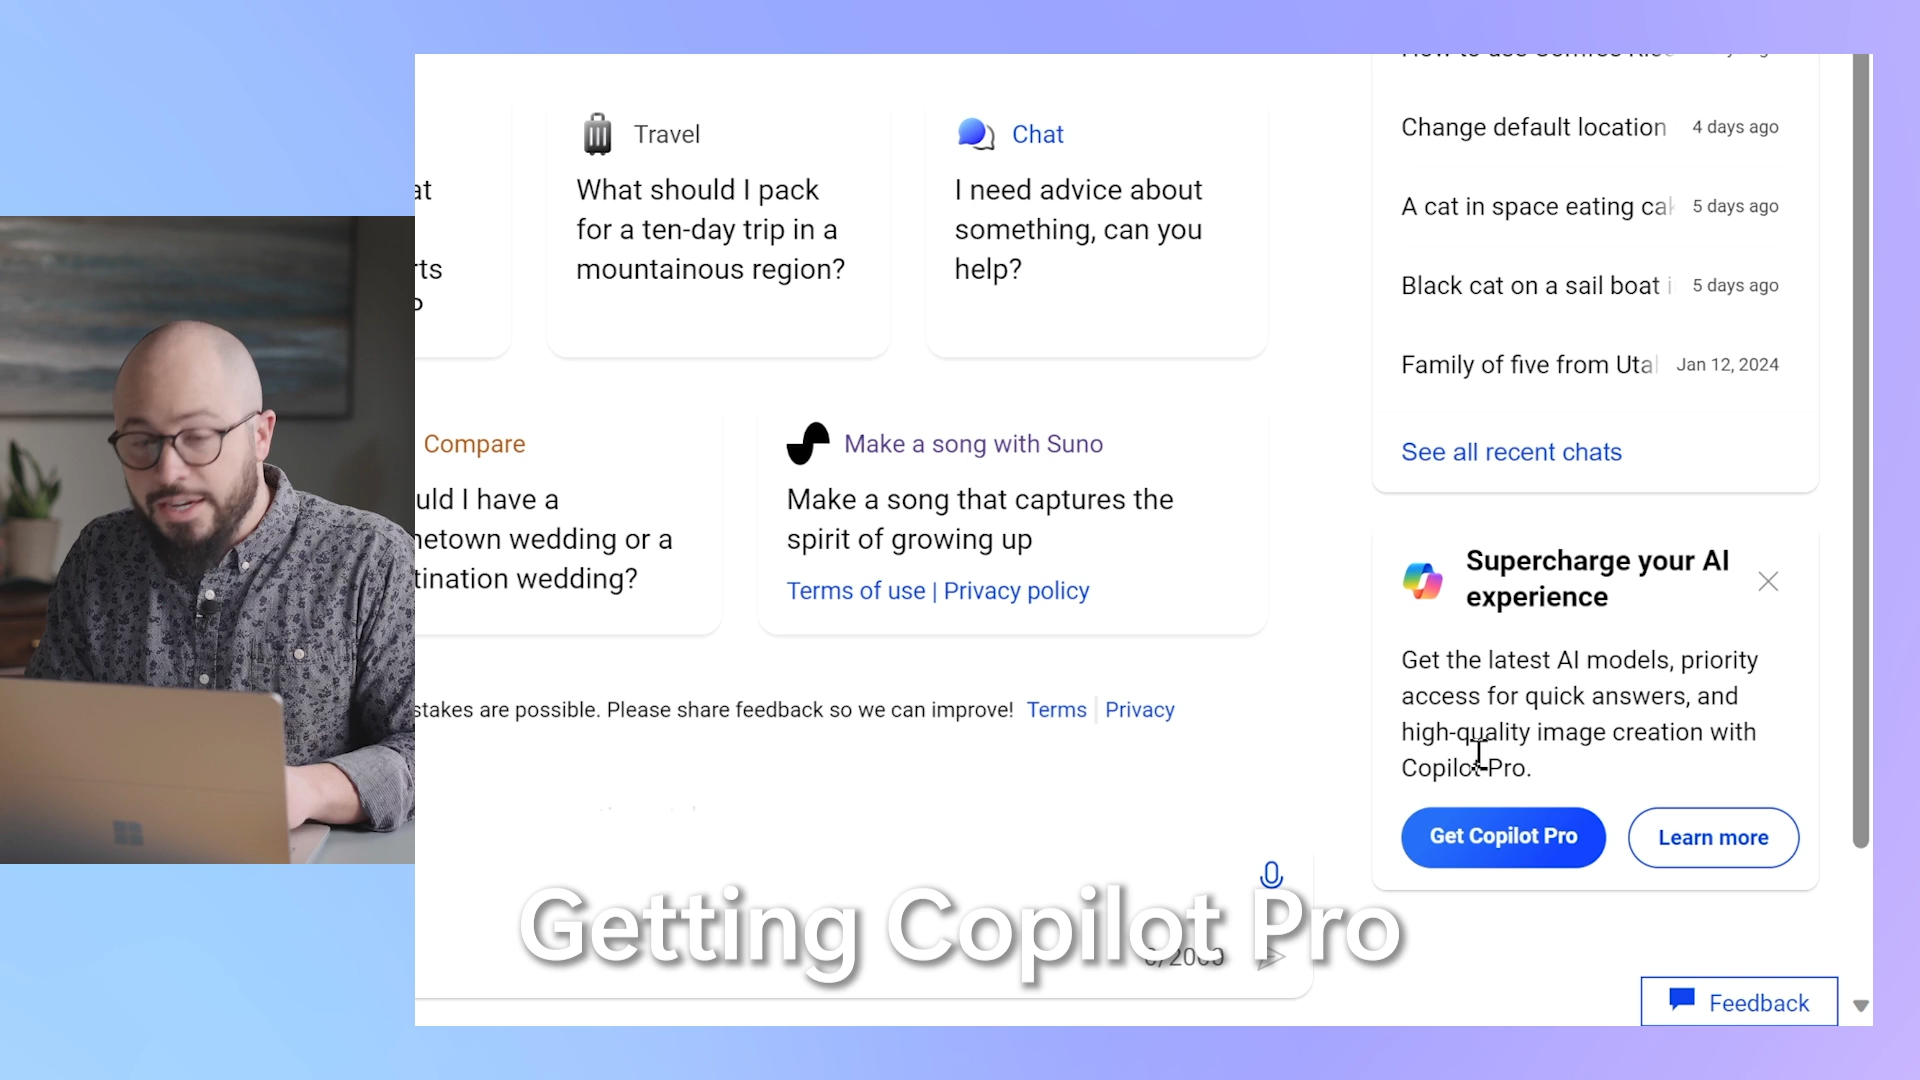 Travel
What should I pack
for a ten-day trip in a
mountainous region?
Chat
I need advice about
something, can you
help?
Compare
uld I have a
netown wedding or a
tination wedding?
Make a song with Suno
Make a song that captures the
spirit of growing up
Terms of use | Privacy policy
stakes are possible. Please share feedback so we can improve! Terms | Privacy
0/2000
Change default location 4 days ago
A cat in space eating cak 5 days ago
Black cat on a sail boat i 5 days ago
Family of five from Uta Jan 12, 2024
See all recent chats
Supercharge your AI
experience
Get the latest AI models, priority
access for quick answers, and
high-quality image creation with
Copilot Pro.
Get Copilot Pro
Learn more
Getting Copilot Pro
Feedback